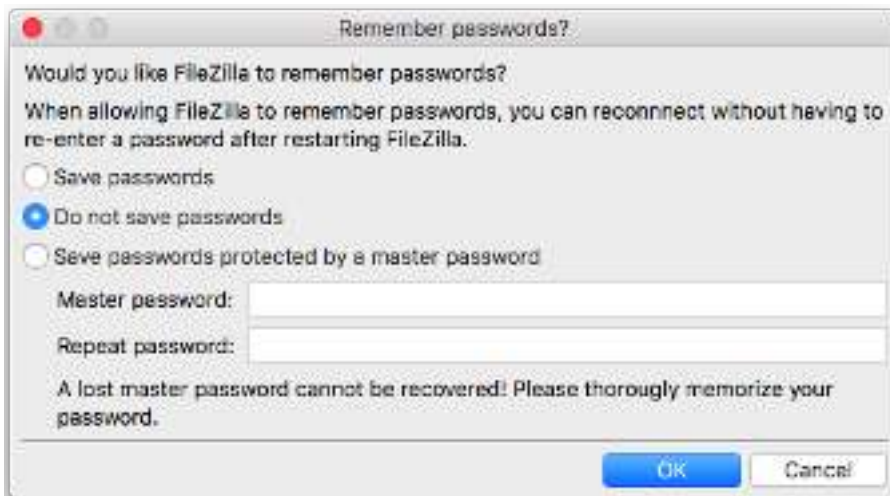 Remember passwords?
Would you like FileZilla to remember passwords?
When allowing FileZilla to remember passwords, you can reconnnect without having to
re-enter a password after restarting FileZilla.
Save passwords
Do not save passwords
Save passwords protected by a master password
Master password:
Repeat password:
A lost master password cannot be recovered! Please thorougly memorize your
password.
OK Cancel